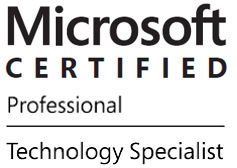 Microsoft
CERTIFIED
Professional
Technology Specialist